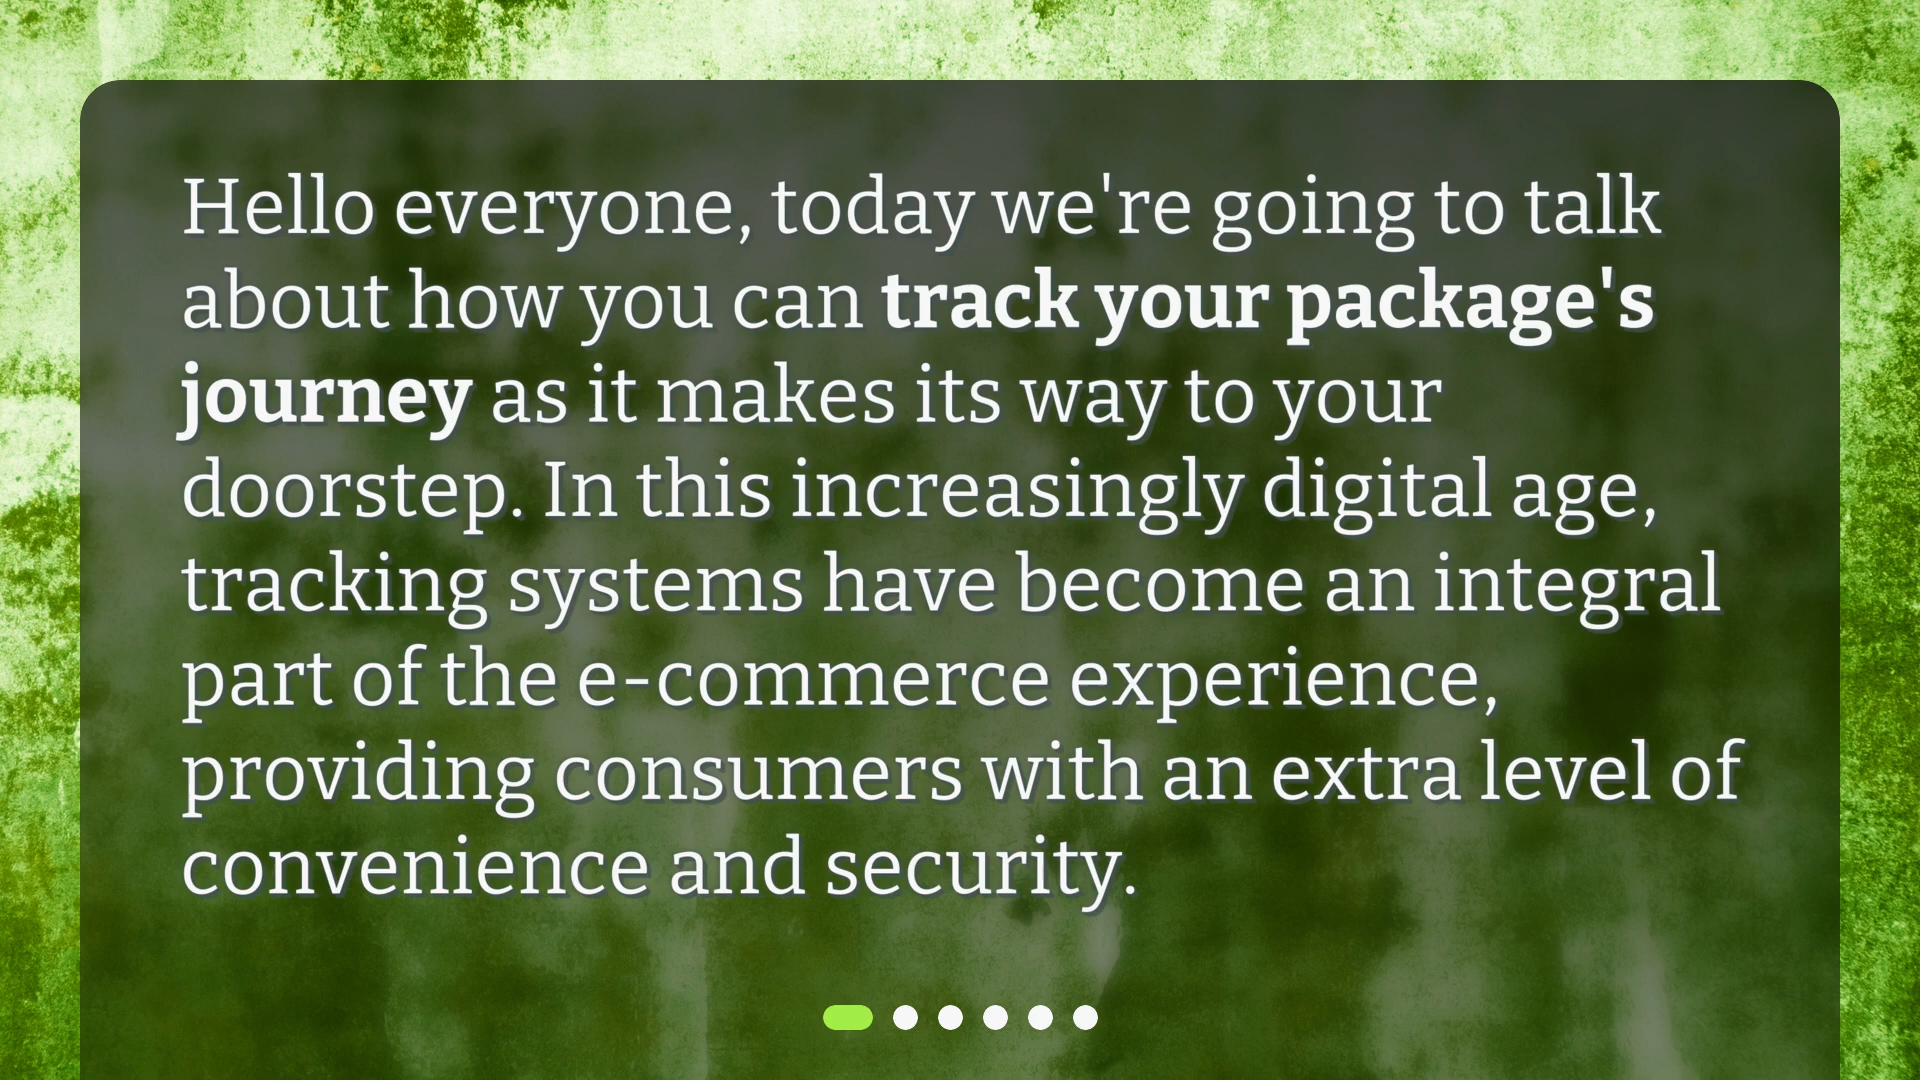 Hello everyone, today we're going to talk
about how you can track your package's
journey as it makes its way to your
doorstep. In this increasingly digital age,
tracking systems have become an integral
part of the e-commerce experience,
providing consumers with an extra level of
convenience and security.